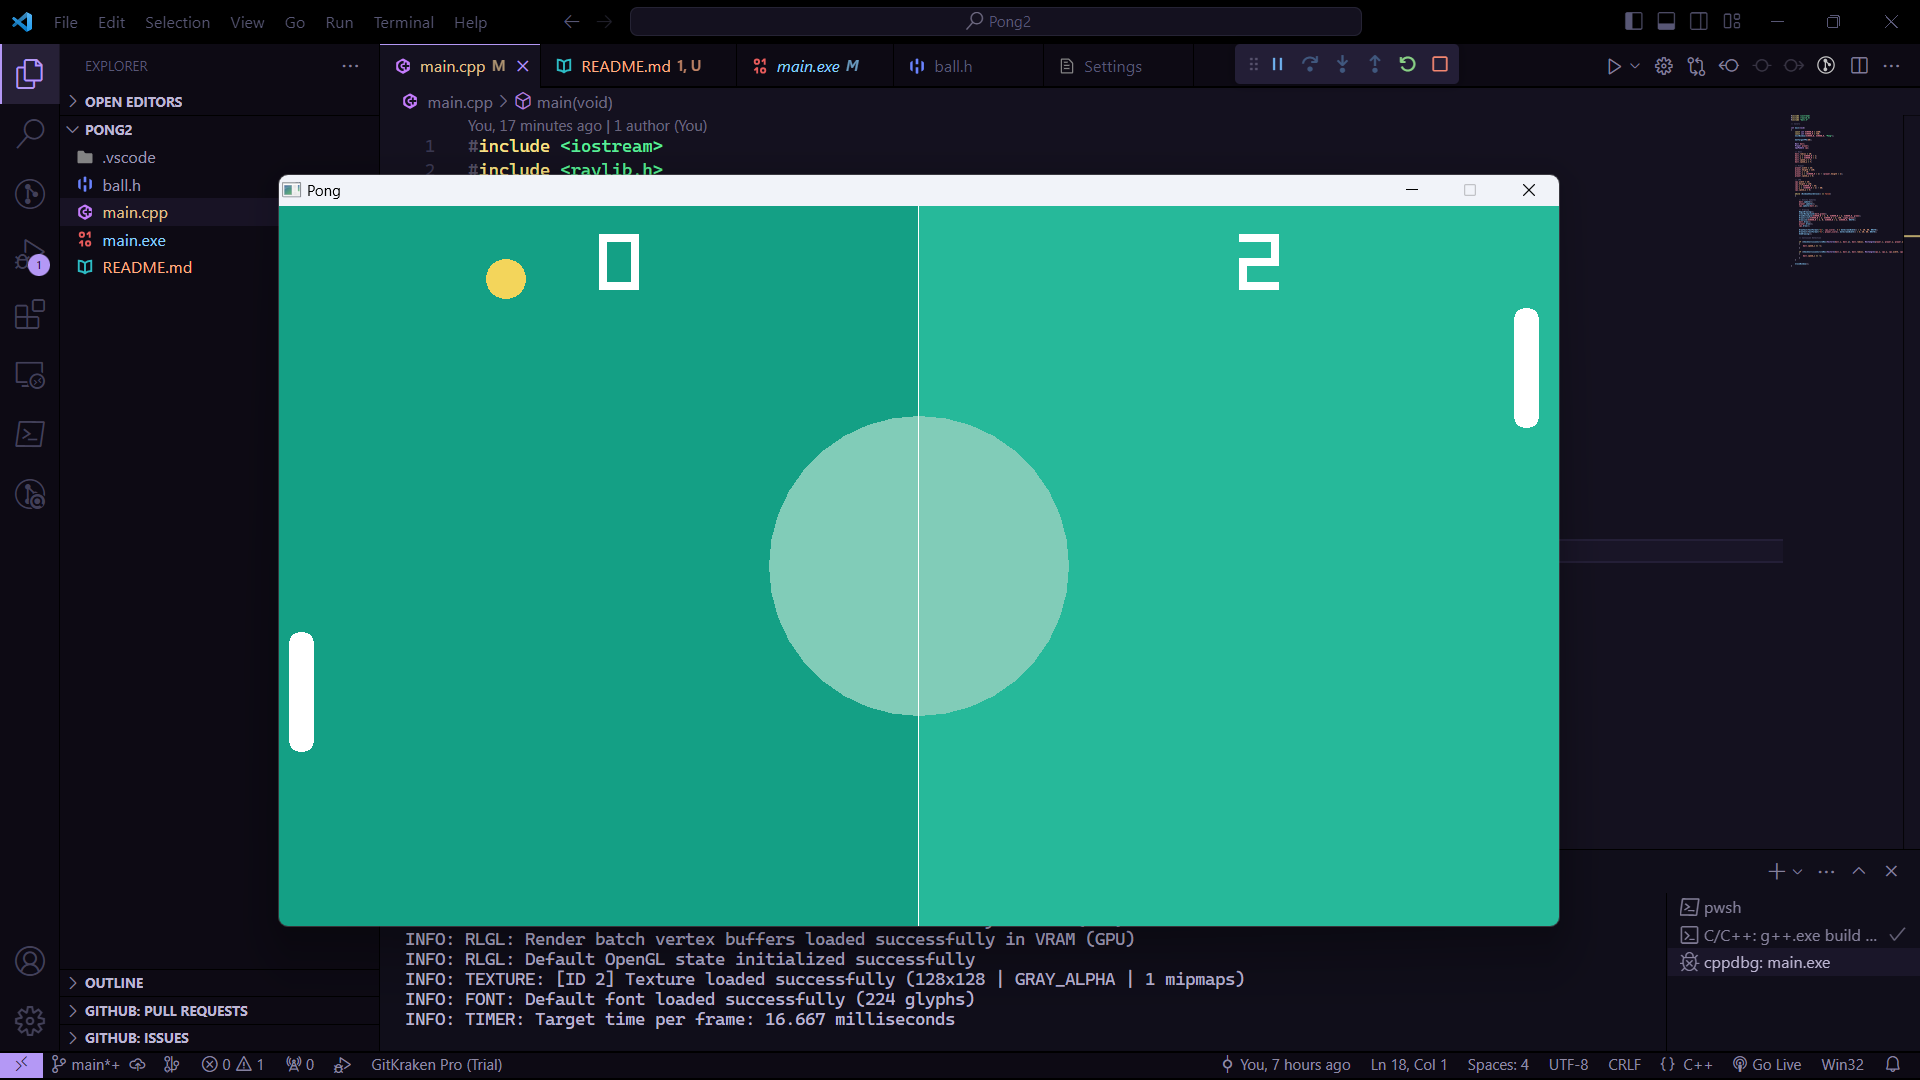 File Edit Selection View Go Run Terminal Help
Pong2
EXPLORER
OPEN EDITORS
PONG2
.vscode
ball.h
main.cpp
main.exe
README.md
OUTLINE
GITHUB: PULL REQUESTS
GITHUB: ISSUES
main.cpp M
README.md 1, U
main.exe M
ball.h
Settings
main.cpp > main(void)
You, 17 minutes ago | 1 author (You)
1 #include <iostream>
2 #include <raylib.h>
Pong
0
2
INFO: RLGL: Render batch vertex buffers loaded successfully in VRAM (GPU)
INFO: RLGL: Default OpenGL state initialized successfully
INFO: TEXTURE: [ID 2] Texture loaded successfully (128x128 | GRAY_ALPHA | 1 mipmaps)
INFO: FONT: Default font loaded successfully (224 glyphs)
INFO: TIMER: Target time per frame: 16.667 milliseconds
pwsh
C/C++: g++.exe build ...
cppdbg: main.exe
1
main*+
0 1
0
GitKraken Pro (Trial)
You, 7 hours ago
Ln 18, Col 1
Spaces: 4
UTF-8
CRLF
{} C++
Go Live
Win32